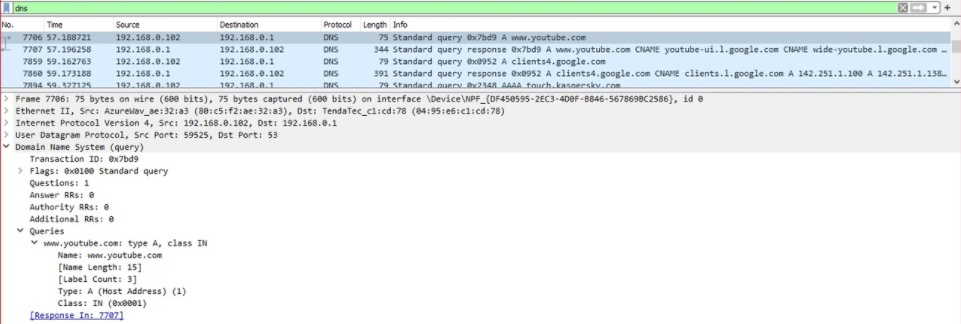 dns
No. Time Source Destination Protocol Length Info
7706 57.188721 192.168.0.102 192.168.0.1 DNS 75 Standard query 0x7bd9 A www.youtube.com
7707 57.196258 192.168.0.1 192.168.0.102 DNS 344 Standard query response 0x7bd9 A www.youtube.com CNAME youtube-ui.l.google.com CNAME wide-youtube.l.google.com …
7859 59.162763 192.168.0.102 192.168.0.1 DNS 79 Standard query 0x0952 A clients4.google.com
7860 59.173188 192.168.0.1 192.168.0.102 DNS 391 Standard query response 0x0952 A clients4.google.com CNAME clients.l.google.com A 142.251.1.100 A 142.251.1.138…
7894 59.327125 192.168.0.102 192.168.0.1 DNS 79 Standard query 0x2348 AAAA touch.kaspersky.com
Frame 7706: 75 bytes on wire (600 bits), 75 bytes captured (600 bits) on interface \Device\NPF_{DF450595-2EC3-4D0F-B846-567869BC2586}, id 0
Ethernet II, Src: AzureWav_ae:32:a3 (80:c5:f2:ae:32:a3), Dst: TendaTec_c1:cd:78 (04:95:e6:c1:cd:78)
Internet Protocol Version 4, Src: 192.168.0.102, Dst: 192.168.0.1
User Datagram Protocol, Src Port: 59525, Dst Port: 53
Domain Name System (query)
Transaction ID: 0x7bd9
Flags: 0x0100 Standard query
Questions: 1
Answer RRs: 0
Authority RRs: 0
Additional RRs: 0
Queries
www.youtube.com: type A, class IN
Name: www.youtube.com
[Name Length: 15]
[Label Count: 3]
Type: A (Host Address) (1)
Class: IN (0x0001)
[Response In: 7707]